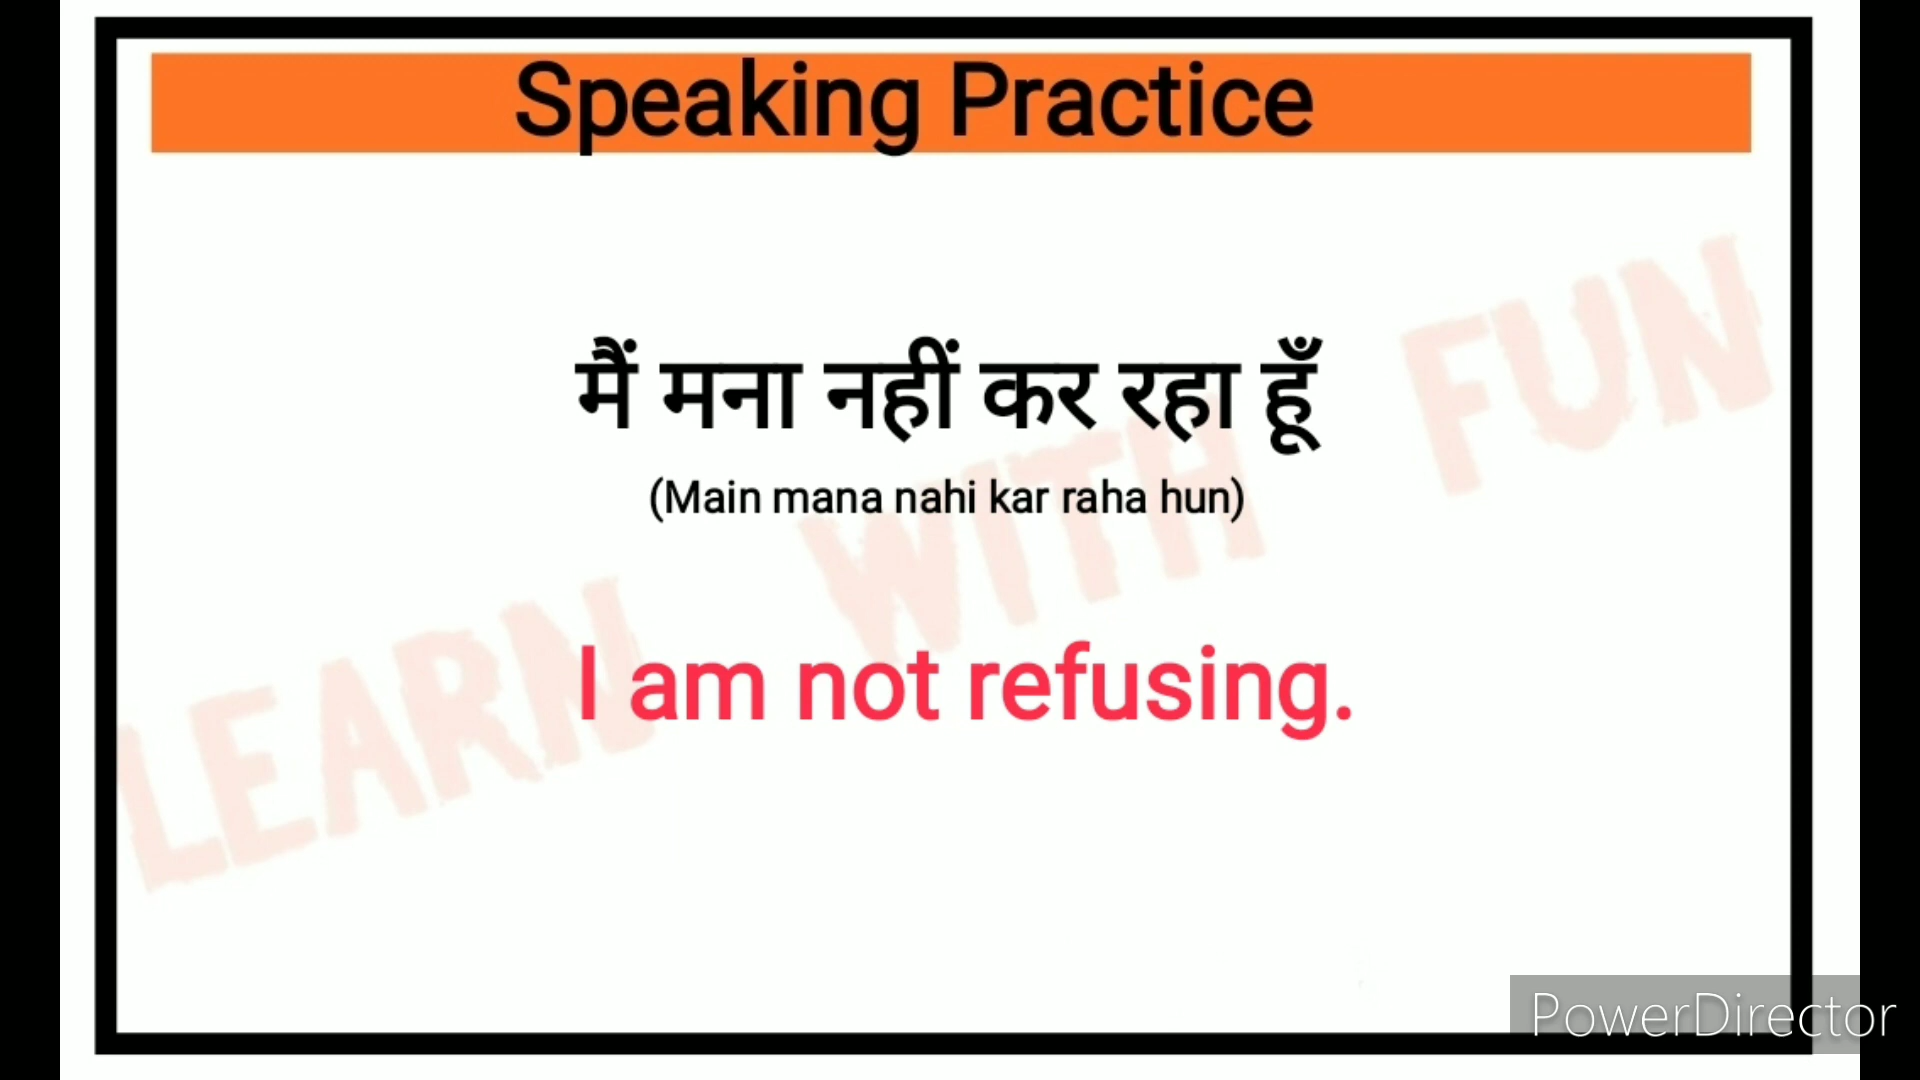 Speaking Practice
मैं मना नहीं कर रहा हूँ
(Main mana nahi kar raha hun)
I am not refusing.
LEARN WITH FUN
PowerDirector